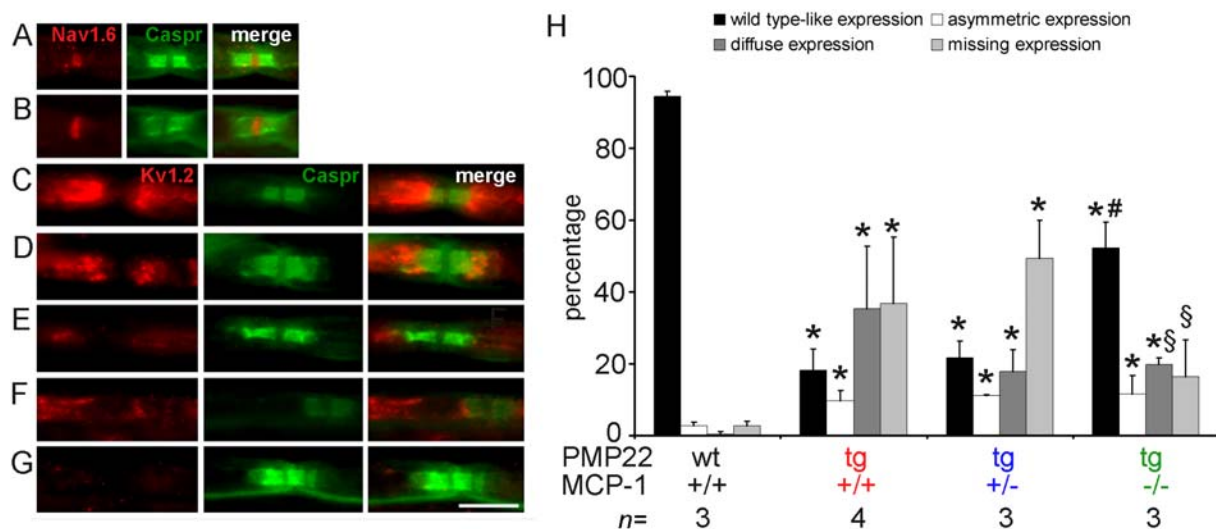 A Nav1.6 Caspr merge
B
C Kv1.2 Caspr merge
D
E
F
G
H
wild type-like expression asymmetric expression
diffuse expression missing expression
percentage
100
80
60
40
20
0
* * * *
* * * *
*# * *§ §
PMP22 wt tg tg tg
MCP-1 +/+ +/+ +/- -/-
n= 3 4 3 3